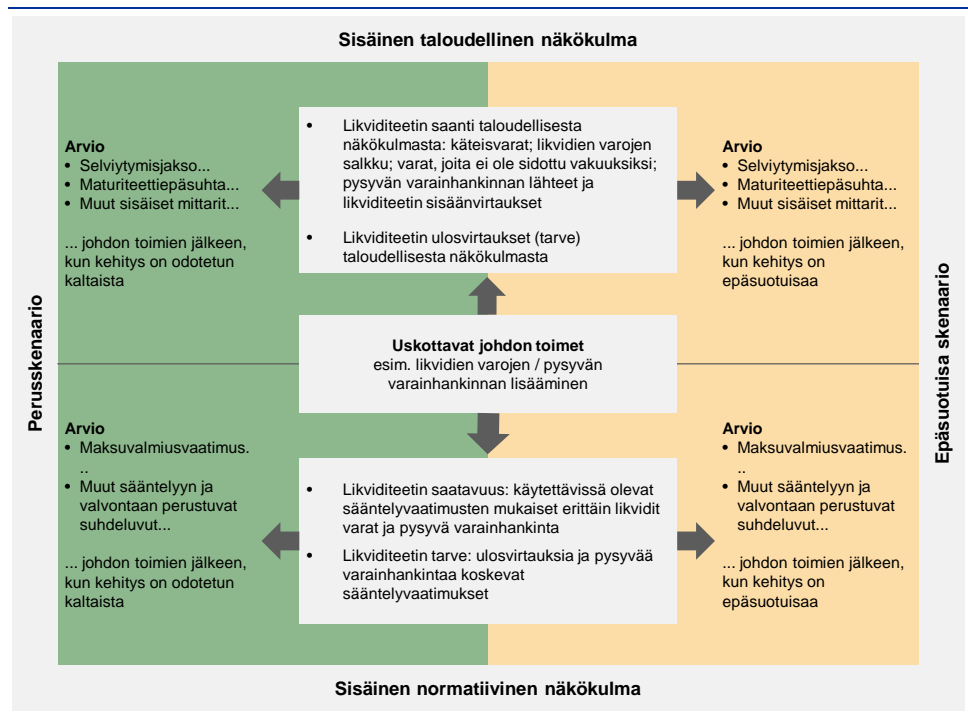 Sisäinen taloudellinen näkökulma
Perusskenaario
Arvio
• Selviytymisjakso...
• Maturiteettiepäsuhta...
• Muut sisäiset mittarit...
... johdon toimien jälkeen,
kun kehitys on odotetun
kaltaista
• Likviditeetin saanti taloudellisesta
näkökulmasta: käteisvarat; likvidien varojen
salkku; varat, joita ei ole sidottu vakuuksiksi;
pysyvän varainhankinnan lähteet ja
likviditeetin sisäänvirtaukset
• Likviditeetin ulosvirtaukset (tarve)
taloudellisesta näkökulmasta
Arvio
• Selviytymisjakso...
• Maturiteettiepäsuhta...
• Muut sisäiset mittarit...
... johdon toimien jälkeen,
kun kehitys on
epäsuotuisaa
Epäsuotuisa skenaario
Uskottavat johdon toimet
esim. likvidien varojen / pysyvän
varainhankinnan lisääminen
Arvio
• Maksuvalmiusvaatimus.
..
• Muut sääntelyyn ja
valvontaan perustuvat
suhdeluvut...
... johdon toimien jälkeen,
kun kehitys on odotetun
kaltaista
• Likviditeetin saatavuus: käytettävissä olevat
sääntelyvaatimusten mukaiset erittäin likvidit
varat ja pysyvä varainhankinta
• Likviditeetin tarve: ulosvirtauksia ja pysyvää
varainhankintaa koskevat
sääntelyvaatimukset
Arvio
• Maksuvalmiusvaatimus.
..
• Muut sääntelyyn ja
valvontaan perustuvat
suhdeluvut...
... johdon toimien jälkeen,
kun kehitys on
epäsuotuisaa
Sisäinen normatiivinen näkökulma